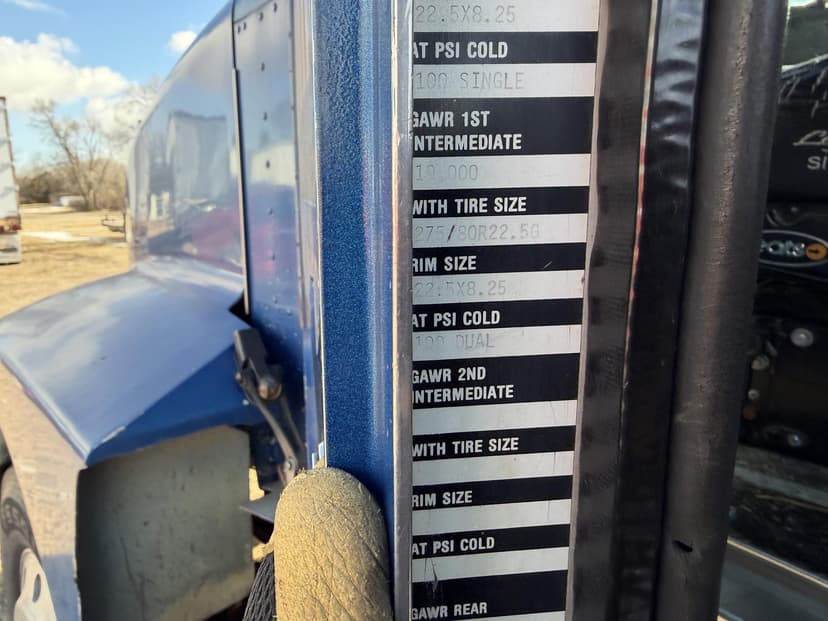 22.5X8.25
AT PSI COLD
100 SINGLE
GAWR 1ST
INTERMEDIATE
19,000
WITH TIRE SIZE
275/80R22.5G
RIM SIZE
22.5X8.25
AT PSI COLD
100 DUAL
GAWR 2ND
INTERMEDIATE
WITH TIRE SIZE
RIM SIZE
AT PSI COLD
GAWR REAR